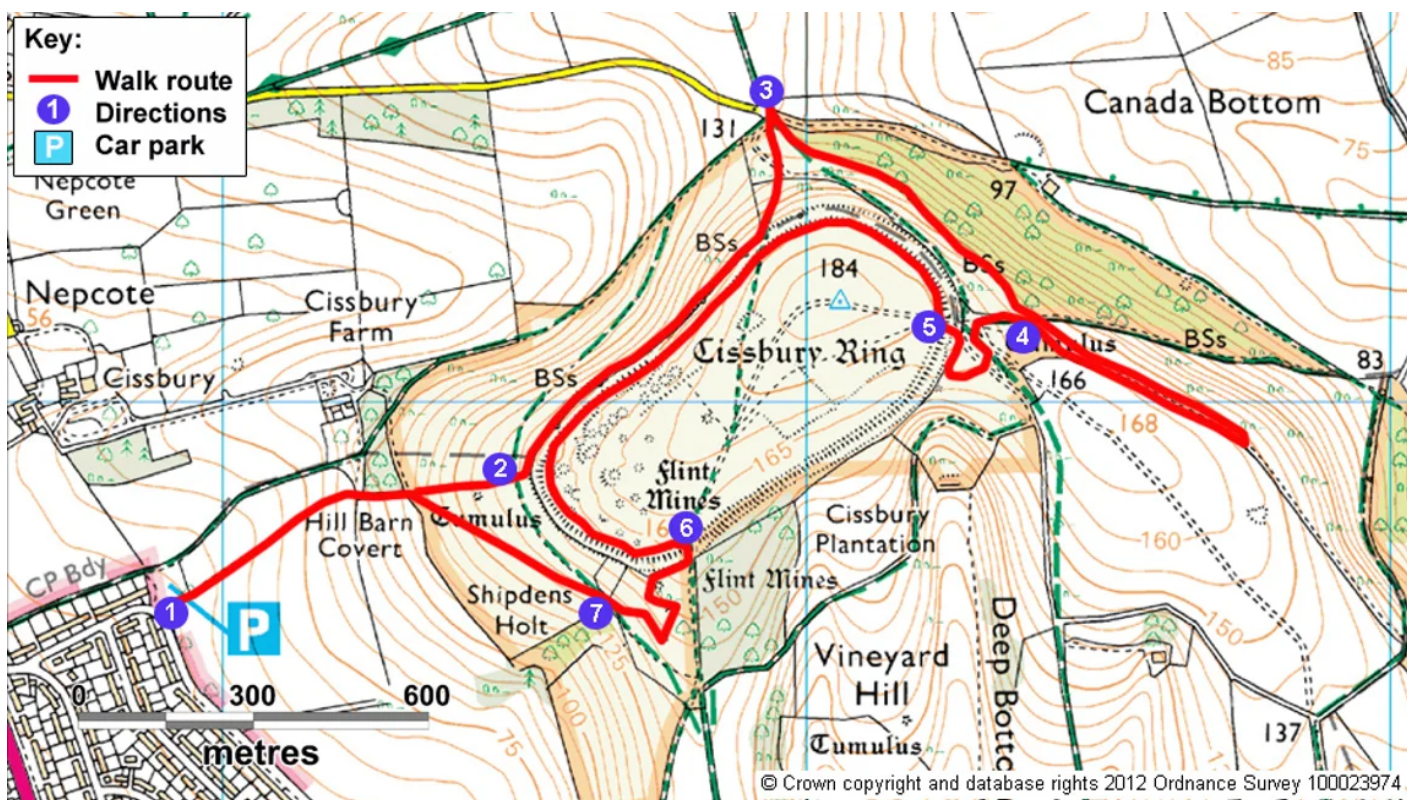 Key:
Walk route
1 Directions
P Car park
3
131
85
Canada Bottom
75
Nepcote
Green
97
BSs
184
BSs
Nepcote
56
Cissbury
Farm
5
4
BSs
Cissbury Ring
83
Cissbury
BSs
166
168
2
165
Flint
Mines
6
Tumulus
Hill Barn
Covert
Cissbury
Plantation
160
CP Bdy
Flint Mines
1
Shipdens
Holt
7
150
P
150
Deep
Vineyard
Hill
0 300 600
metres
100
75
Tumulus
137
© Crown copyright and database rights 2012 Ordnance Survey 100023974